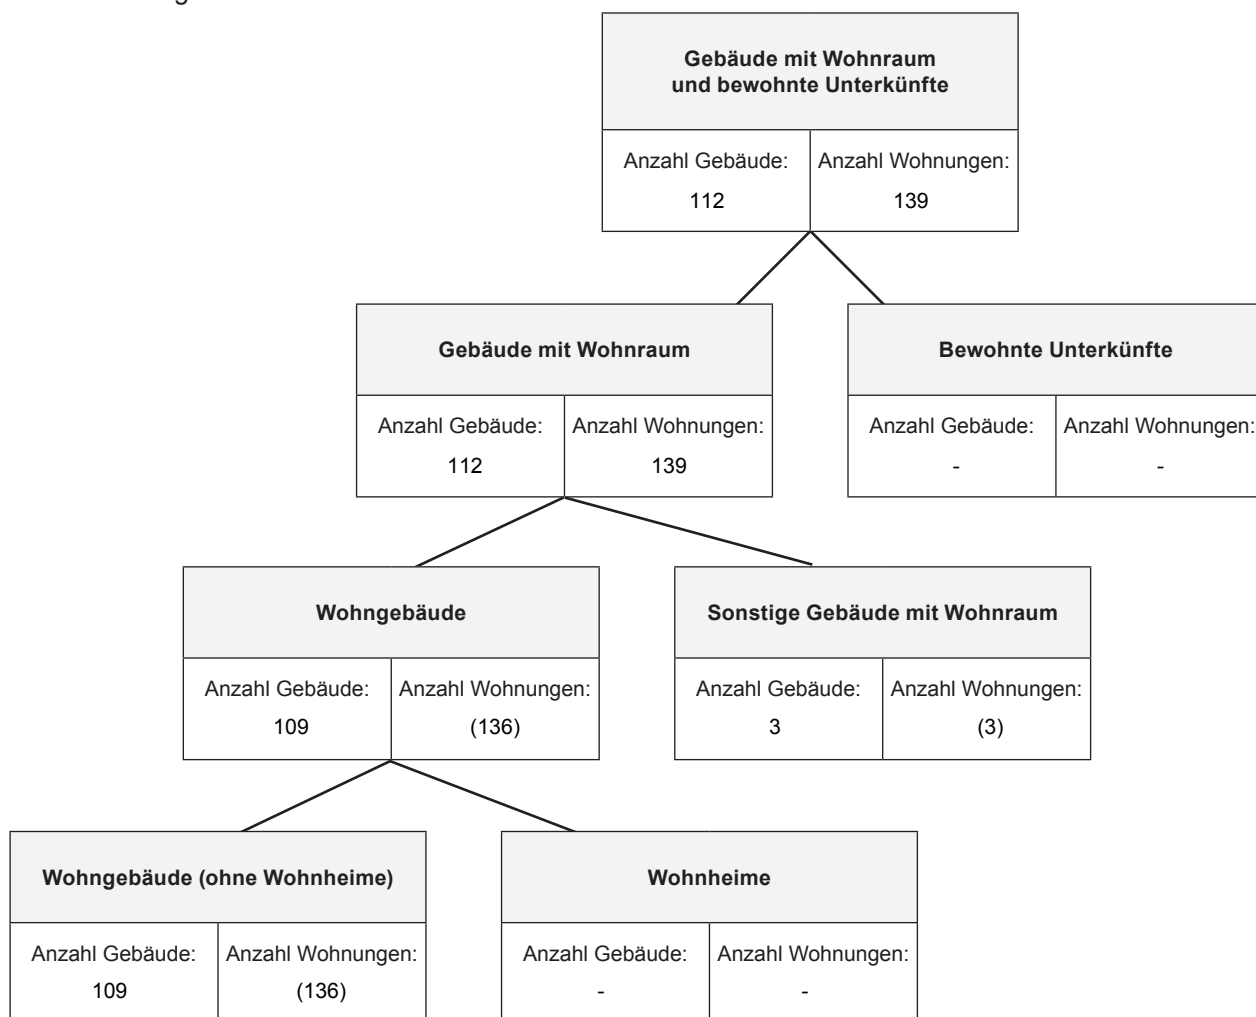 Gebäude mit Wohnraum
und bewohnte Unterkünfte
Anzahl Gebäude: Anzahl Wohnungen:
112 139
Gebäude mit Wohnraum
Anzahl Gebäude: Anzahl Wohnungen:
112 139
Bewohnte Unterkünfte
Anzahl Gebäude: Anzahl Wohnungen:
- -
Wohngebäude
Anzahl Gebäude: Anzahl Wohnungen:
109 (136)
Sonstige Gebäude mit Wohnraum
Anzahl Gebäude: Anzahl Wohnungen:
3 (3)
Wohngebäude (ohne Wohnheime)
Anzahl Gebäude: Anzahl Wohnungen:
109 (136)
Wohnheime
Anzahl Gebäude: Anzahl Wohnungen:
- -